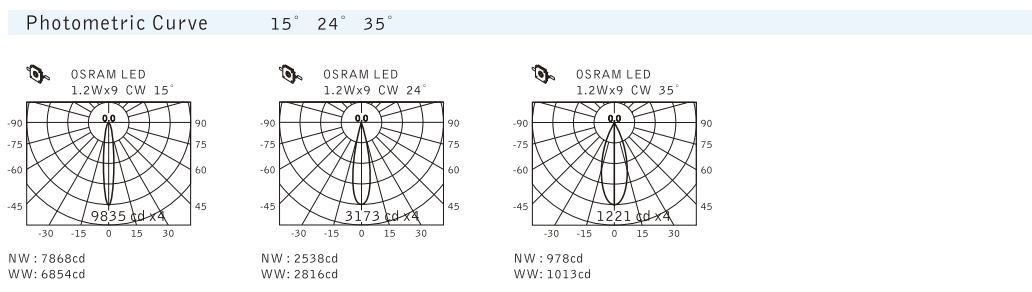 Photometric Curve 15° 24° 35°
OSRAM LED
1.2Wx9 CW 15°
0.0
-90 90
-75 75
-60 60
-45 45
9835 cd x4
-30 -15 0 15 30
NW : 7868cd
WW: 6854cd
OSRAM LED
1.2Wx9 CW 24°
0.0
-90 90
-75 75
-60 60
-45 45
3173 cd x4
-30 -15 0 15 30
NW : 2538cd
WW: 2816cd
OSRAM LED
1.2Wx9 CW 35°
0.0
-90 90
-75 75
-60 60
-45 45
1221 cd x4
-30 -15 0 15 30
NW : 978cd
WW: 1013cd